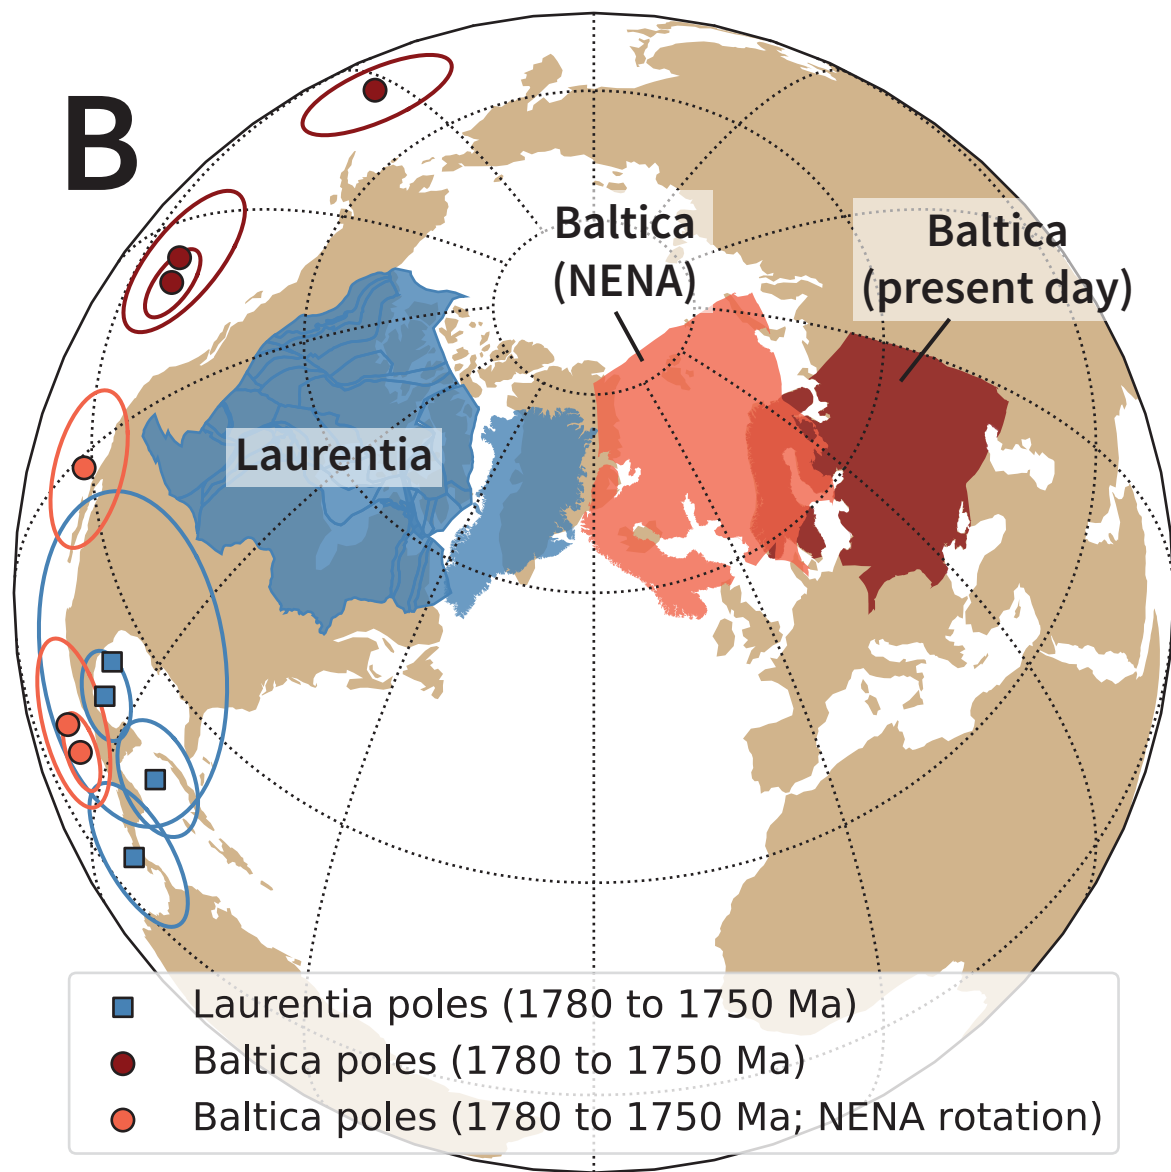 B
Baltica
(NENA)
Baltica
(present day)
Laurentia
Laurentia poles (1780 to 1750 Ma)
Baltica poles (1780 to 1750 Ma)
Baltica poles (1780 to 1750 Ma; NENA rotation)